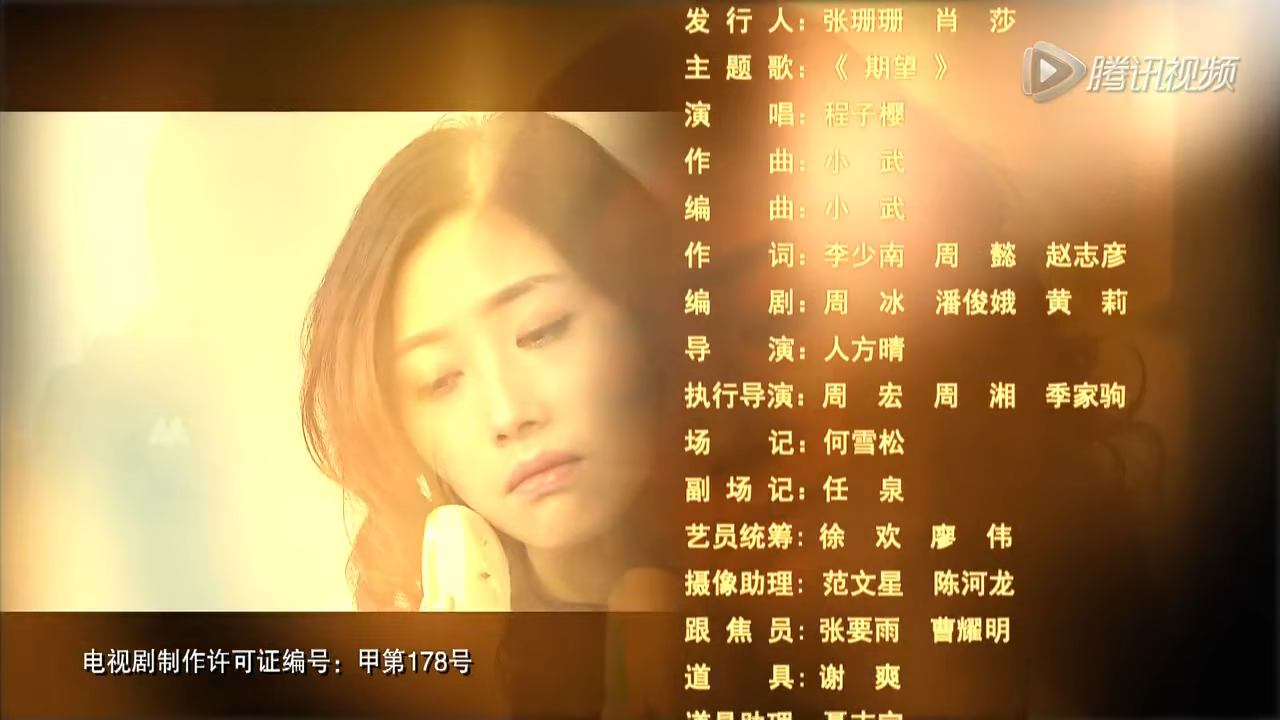 发行人：张珊珊 肖莎
腾讯视频
主题歌：《期望》
演唱：程子樱
作曲：小武
编曲：小武
作词：李少南 周懿 赵志彦
编剧：周冰 潘俊娥 黄莉
导演：人方晴
执行导演：周宏 周湘 季家驹
场记：何雪松
副场记：任泉
艺员统筹：徐欢 廖伟
摄像助理：范文星 陈河龙
跟焦员：张要雨 曹耀明
道具：谢爽
电视剧制作许可证编号：甲第178号